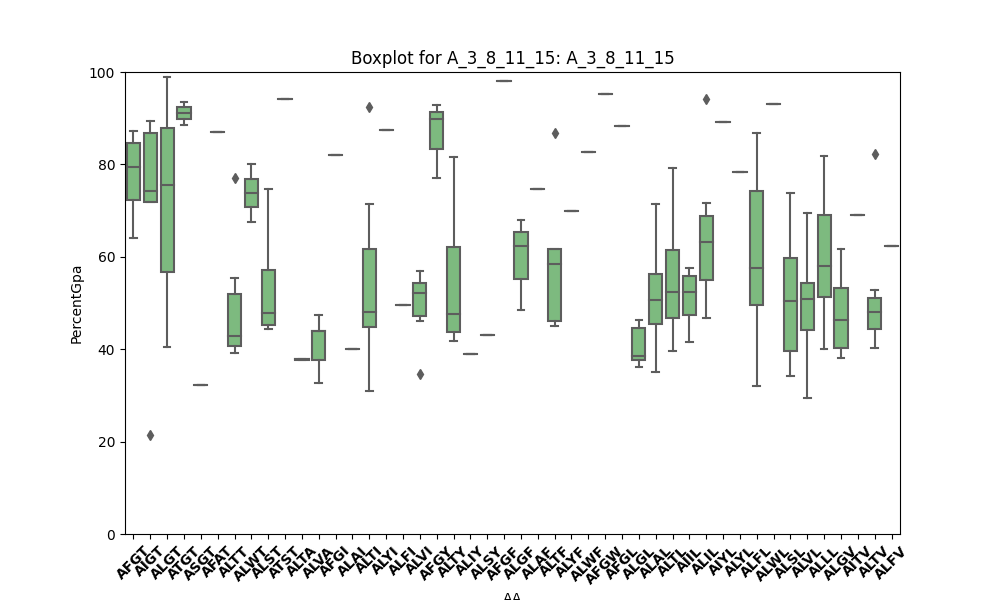 Boxplot for A_3_8_11_15: A_3_8_11_15
PercentGpa
100
80
60
40
20
0
AFGT
AIGT
ALGT
ATGT
ASGT
AFAT
ALTT
ALWT
ALST
ATST
ALTA
ALVA
AFGI
ALAI
ALTI
ALYI
ALFI
ALVI
AFGY
ALTY
ALIY
ALSY
AFGF
ALGF
ALAF
ALTF
ALYF
ALWF
AFGW
AFGL
ALGL
ALAL
ALTL
AIIL
ALIL
AIYL
ALYL
ALFL
ALWL
ALSL
ALVL
ALLL
ALGV
AITV
ALTV
ALFV
AA